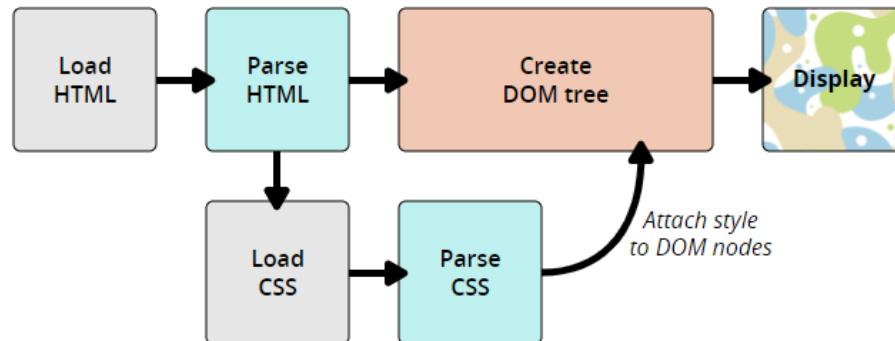 Load
HTML
Parse
HTML
Create
DOM tree
Display
Load
CSS
Parse
CSS
Attach style
to DOM nodes